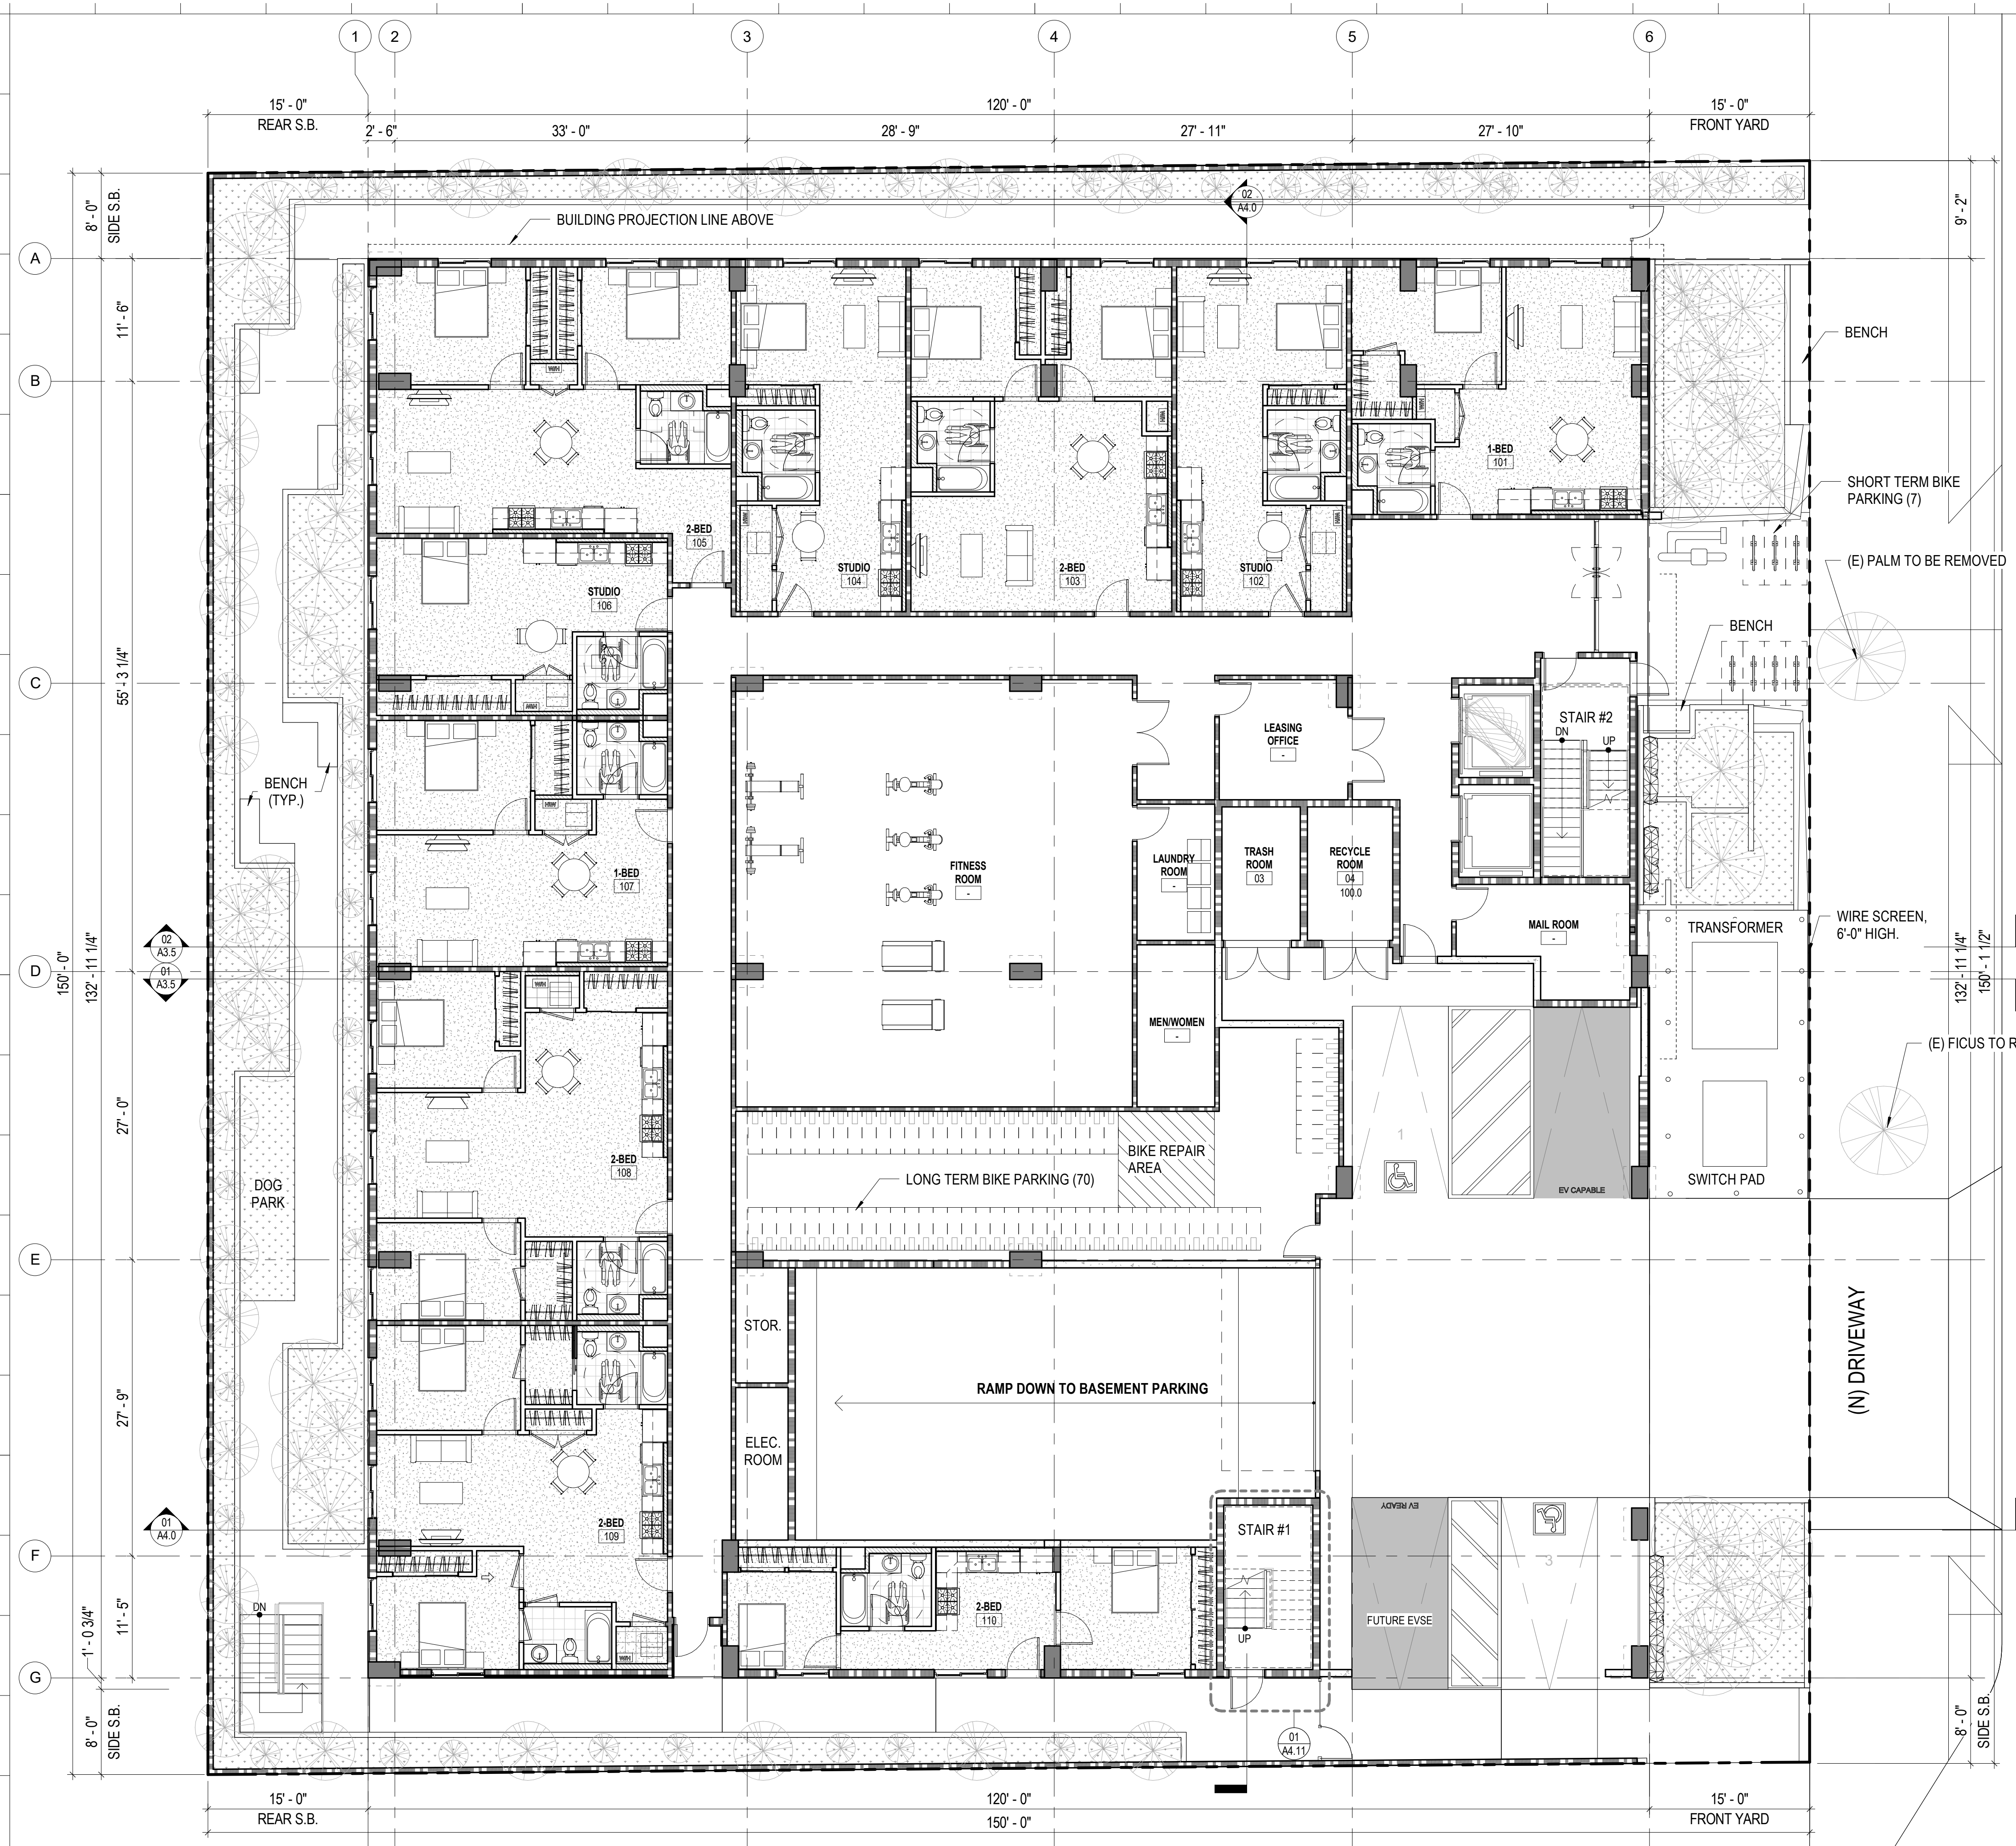 1
2
3
4
5
6
15' - 0"
120' - 0"
15' - 0"
REAR S.B.
FRONT YARD
2' - 6"
33' - 0"
28' - 9"
27' - 11"
27' - 10"
8' - 0"
SIDE S.B.
9' - 2"
BUILDING PROJECTION LINE ABOVE
02
A4.0
A
11' - 6"
BENCH
B
W/H
W/H
W/H
1-BED
101
SHORT TERM BIKE
PARKING (7)
2-BED
105
W/H
W/H
STUDIO
104
2-BED
103
STUDIO
102
(E) PALM TO BE REMOVED
STUDIO
106
BENCH
C
55' - 3 1/4"
W/H
LEASING
OFFICE
-
STAIR #2
DN
UP
BENCH
(TYP.)
W/H
1-BED
107
FITNESS
ROOM
-
LAUNDRY
ROOM
-
TRASH
ROOM
03
RECYCLE
ROOM
04
100.0
MAIL ROOM
-
TRANSFORMER
WIRE SCREEN,
6'-0" HIGH.
02
A3.5
01
A3.5
D
150' - 0"
132' - 11 1/4"
132' - 11 1/4"
150' - 1 1/2"
W/H
MEN/WOMEN
-
(E) FICUS TO R
27' - 0"
1
2-BED
108
BIKE REPAIR
AREA
LONG TERM BIKE PARKING (70)
EV CAPABLE
SWITCH PAD
DOG
PARK
E
STOR.
(N) DRIVEWAY
27' - 9"
RAMP DOWN TO BASEMENT PARKING
ELEC.
ROOM
01
A4.0
2-BED
109
STAIR #1
EV READY
F
3
DN
2-BED
110
UP
FUTURE EVSE
11' - 5"
1' - 0 3/4"
W/H
G
8' - 0"
SIDE S.B.
01
A4.11
8' - 0"
SIDE S.B.
15' - 0"
120' - 0"
15' - 0"
REAR S.B.
150' - 0"
FRONT YARD